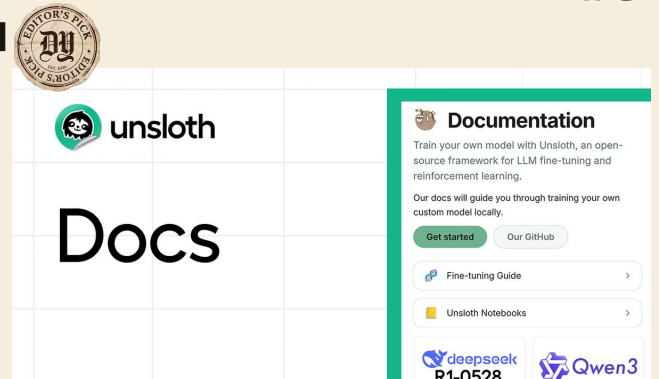 EDITOR'S PICK
DY
EST. 2010
EDITOR'S PICK
unsloth
Docs
Documentation
Train your own model with Unsloth, an open-
source framework for LLM fine-tuning and
reinforcement learning.
Our docs will guide you through training your own
custom model locally.
Get started
Our GitHub
Fine-tuning Guide
Unsloth Notebooks
deepseek
R1-0528
Qwen3